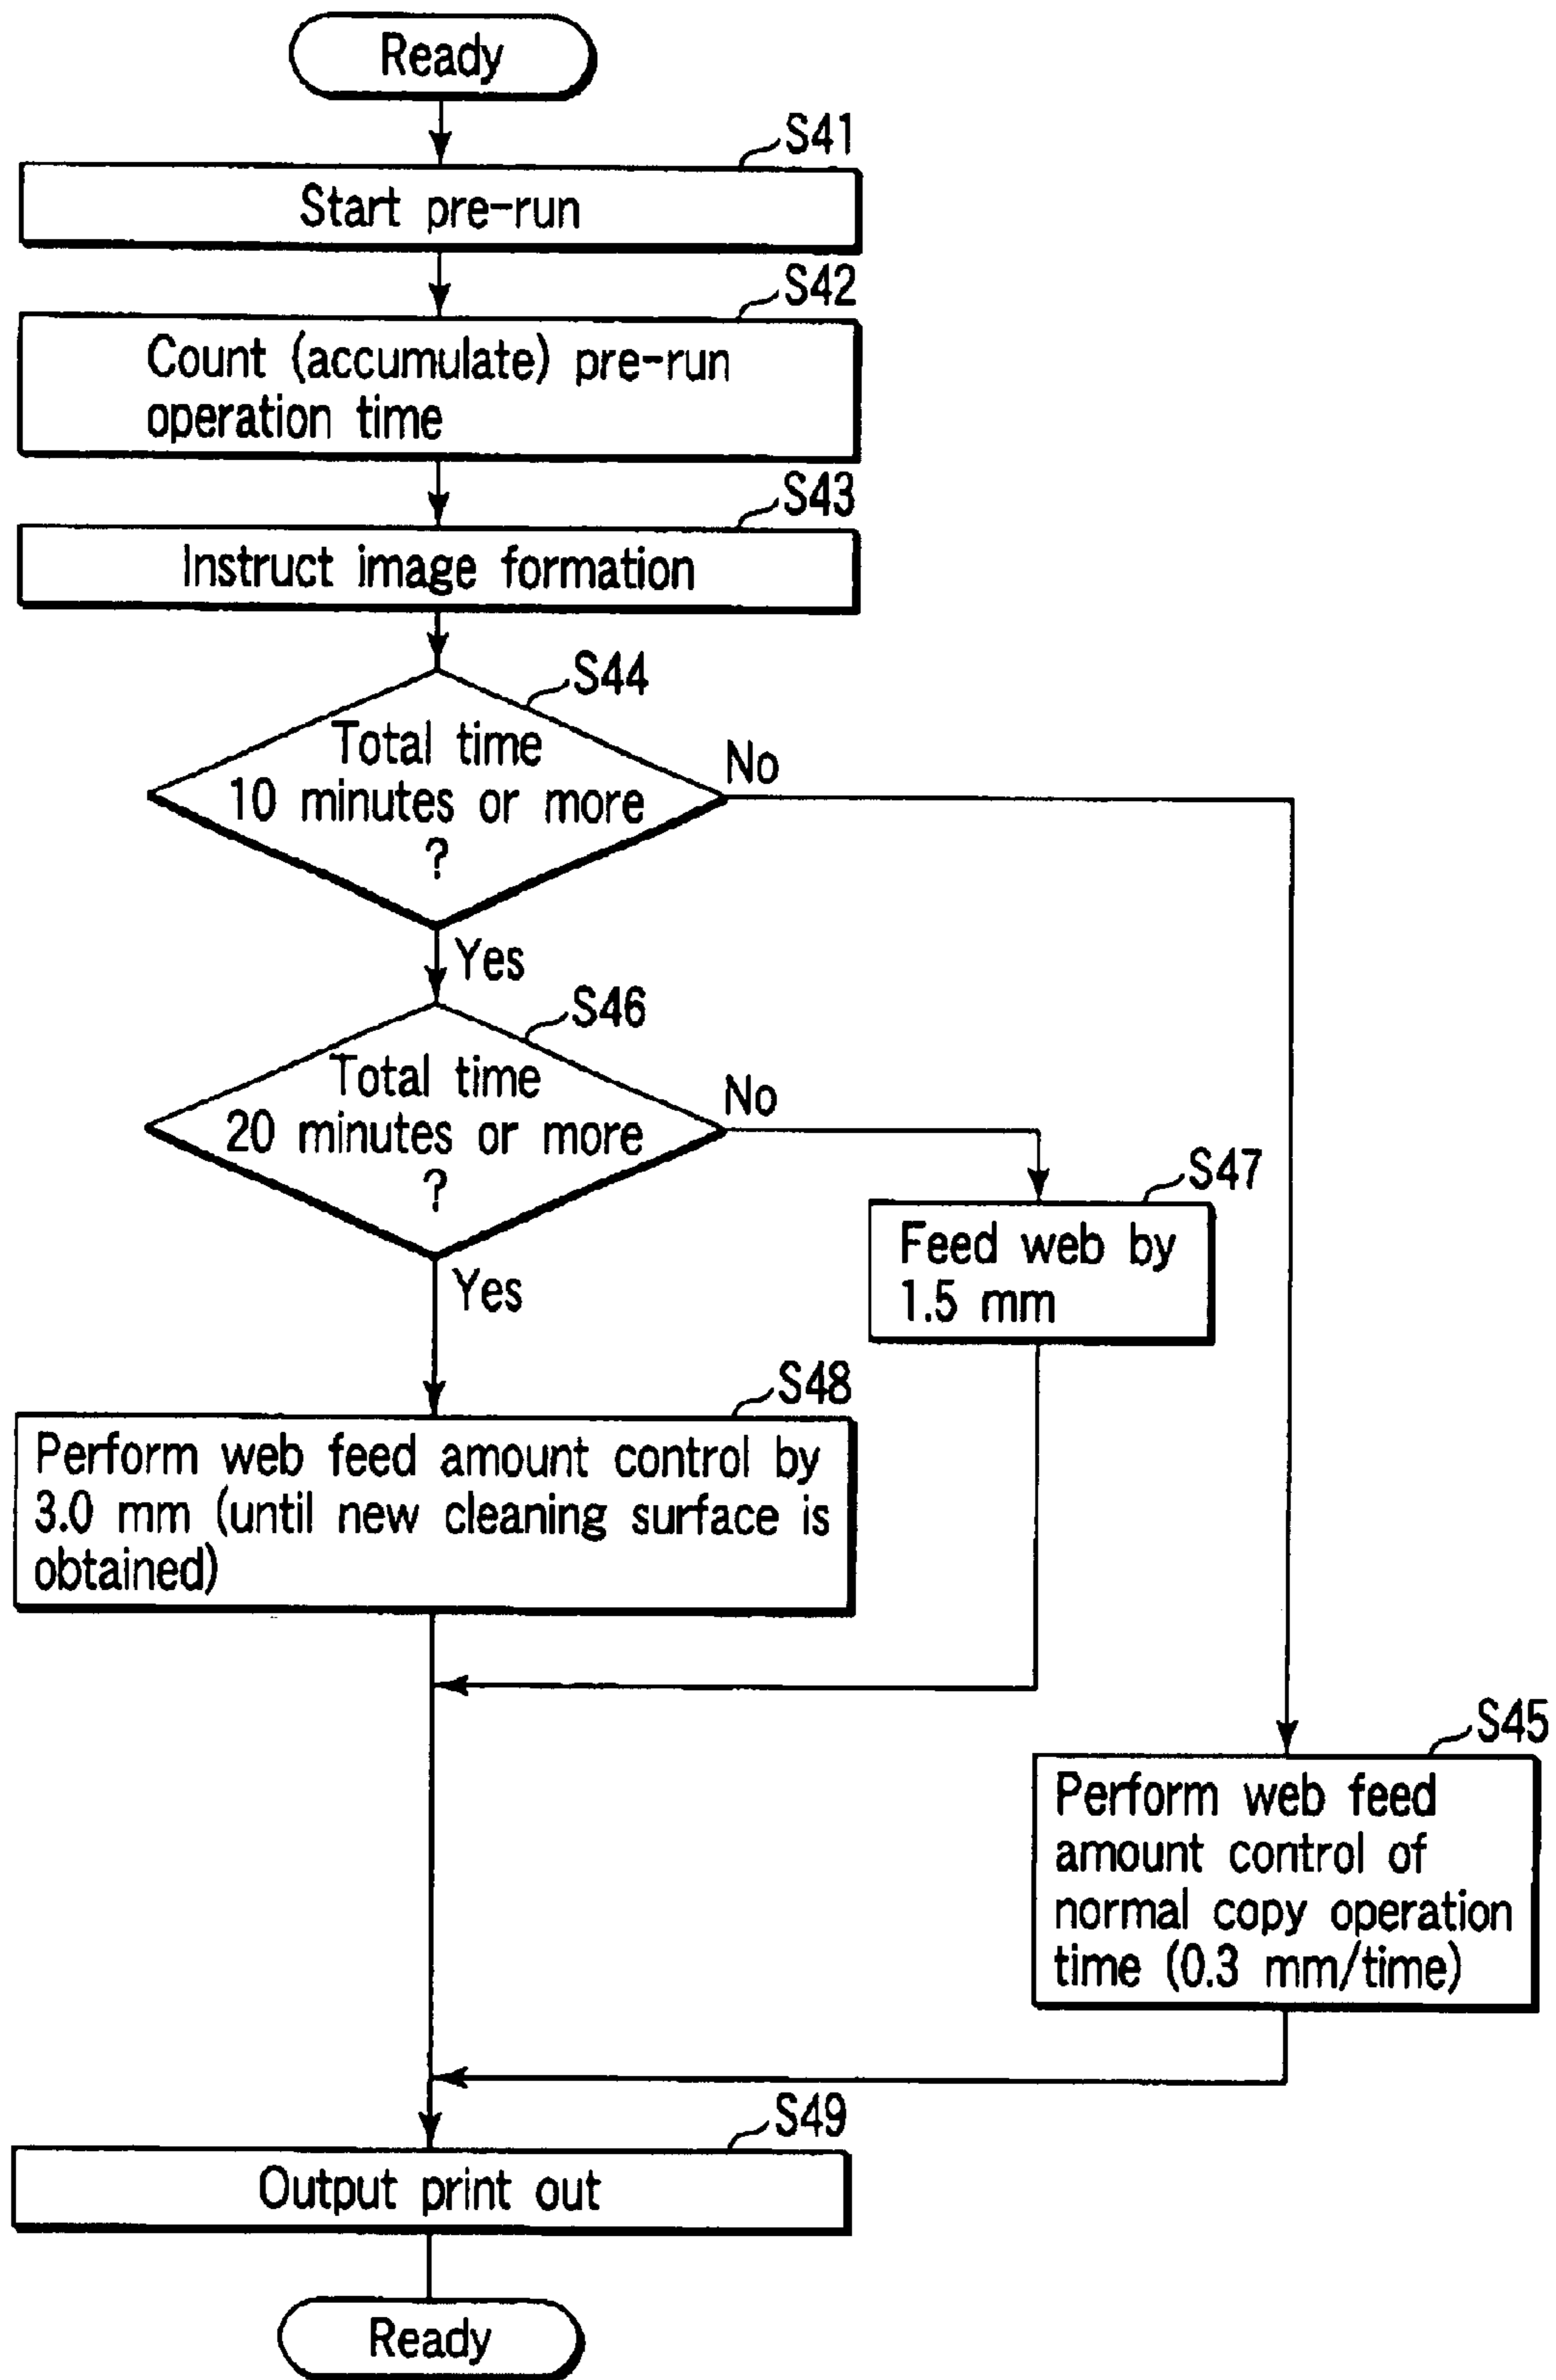 Ready
S41
Start pre-run
S42
Count (accumulate) pre-run
operation time
S43
Instruct image formation
S44
Total time
10 minutes or more
?
No
Yes
S46
Total time
20 minutes or more
?
No
Yes
S47
Feed web by
1.5 mm
S48
Perform web feed amount control by
3.0 mm (until new cleaning surface is
obtained)
S45
Perform web feed
amount control of
normal copy operation
time (0.3 mm/time)
S49
Output print out
Ready